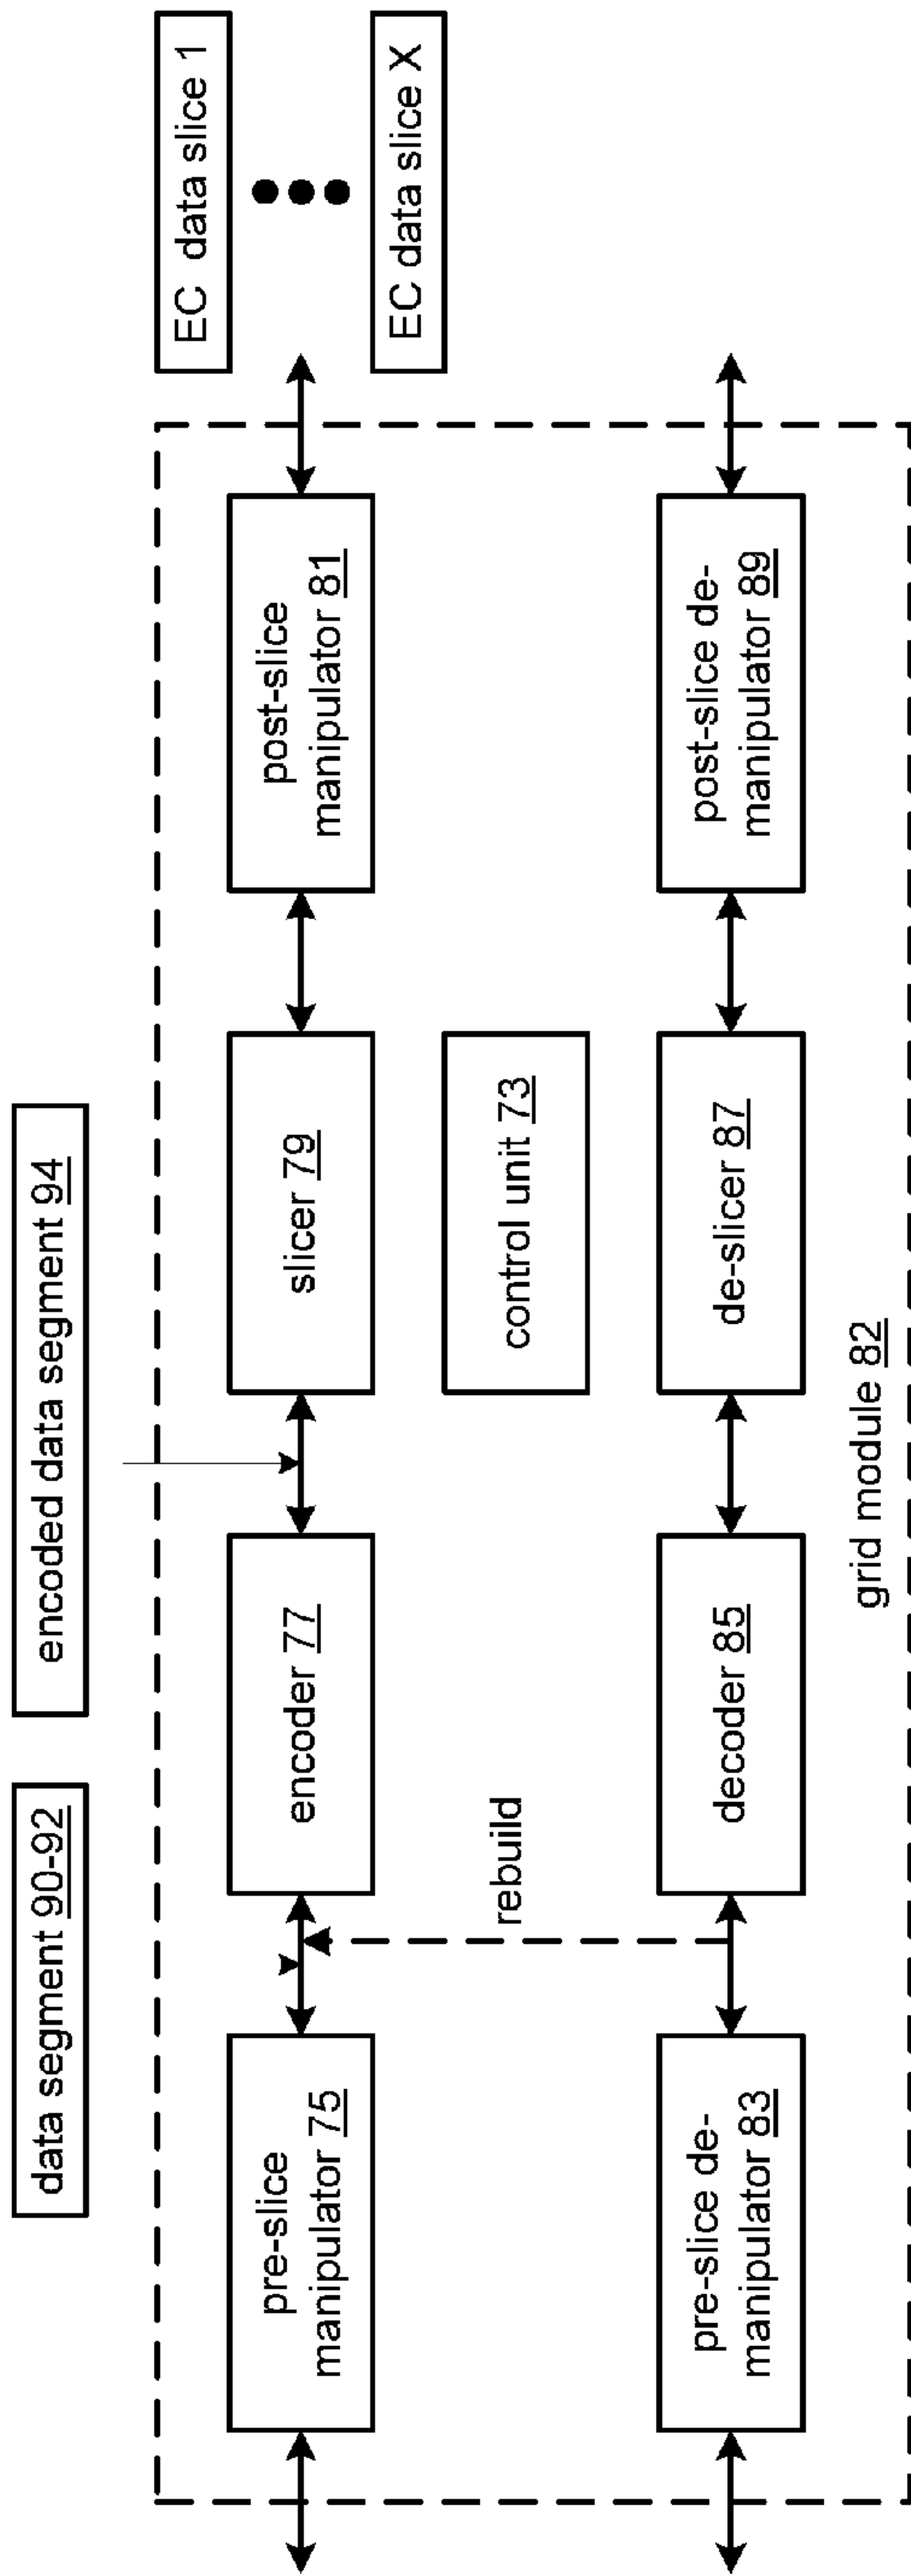 data segment 90-92
encoded data segment 94
EC data slice 1
EC data slice X
pre-slice
manipulator 75
encoder 77
slicer 79
post-slice
manipulator 81
rebuild
control unit 73
pre-slice de-
manipulator 83
decoder 85
de-slicer 87
post-slice de-
manipulator 89
grid module 82